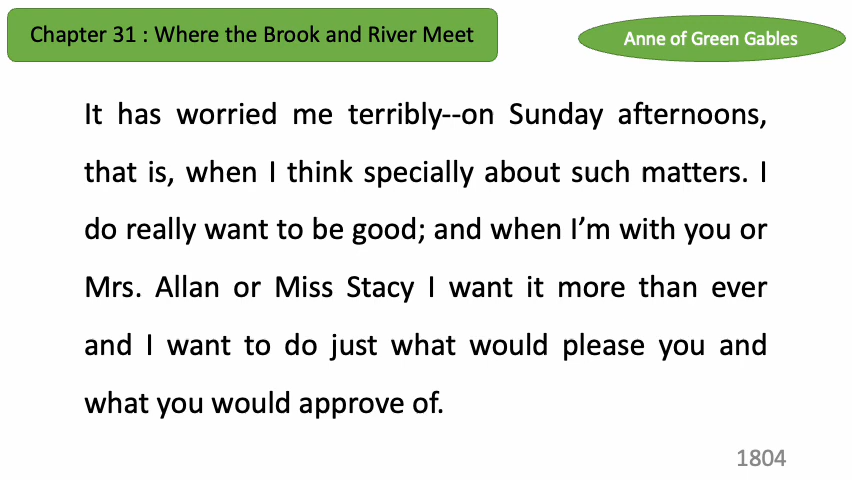 Chapter 31 : Where the Brook and River Meet
Anne of Green Gables
It has worried me terribly--on Sunday afternoons,
that is, when I think specially about such matters. I
do really want to be good; and when I’m with you or
Mrs. Allan or Miss Stacy I want it more than ever
and I want to do just what would please you and
what you would approve of.
1804